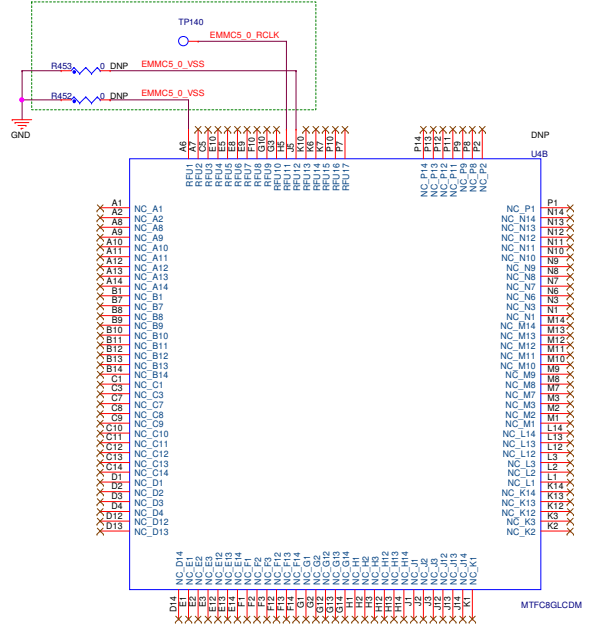 TP140
EMMC5_0_RCLK
R453 0 DNP EMMC5_0_VSS
R452 0 DNP EMMC5_0_VSS
GND
A6 A7 C5 E10 E5 E8 E9 F10 G10 G3 H5 J5 K10 K6 K7 P10 P7 P14 P13 P12 P11 P9 P8 P2
DNP
U4B
RFU1 RFU2 RFU3 RFU4 RFU5 RFU6 RFU7 RFU8 RFU9 RFU10 RFU11 RFU12 RFU13 RFU14 RFU15 RFU16 RFU17 NC_P14 NC_P13 NC_P12 NC_P11 NC_P9 NC_P8 NC_P2
A1 NC_A1 NC_P1 P1
A2 NC_A2 NC_N14 N14
A8 NC_A8 NC_N13 N13
A9 NC_A9 NC_N12 N12
A10 NC_A10 NC_N11 N11
A11 NC_A11 NC_N10 N10
A12 NC_A12 NC_N9 N9
A13 NC_A13 NC_N8 N8
A14 NC_A14 NC_N7 N7
B1 NC_B1 NC_N6 N6
B7 NC_B7 NC_N3 N3
B8 NC_B8 NC_N1 N1
B9 NC_B9 NC_M14 M14
B10 NC_B10 NC_M13 M13
B11 NC_B11 NC_M12 M12
B12 NC_B12 NC_M11 M11
B13 NC_B13 NC_M10 M10
B14 NC_B14 NC_M9 M9
C1 NC_C1 NC_M8 M8
C3 NC_C3 NC_M7 M7
C7 NC_C7 NC_M3 M3
C8 NC_C8 NC_M2 M2
C9 NC_C9 NC_M1 M1
C10 NC_C10 NC_L14 L14
C11 NC_C11 NC_L13 L13
C12 NC_C12 NC_L12 L12
C13 NC_C13 NC_L3 L3
C14 NC_C14 NC_L2 L2
D1 NC_D1 NC_L1 L1
D2 NC_D2 NC_K14 K14
D3 NC_D3 NC_K13 K13
D4 NC_D4 NC_K12 K12
D12 NC_D12 NC_K3 K3
D13 NC_D13 NC_K2 K2
NC_D14 NC_E1 NC_E2 NC_E3 NC_E12 NC_E13 NC_E14 NC_F1 NC_F2 NC_F3 NC_F12 NC_F13 NC_F14 NC_G1 NC_G2 NC_G12 NC_G13 NC_G14 NC_H1 NC_H2 NC_H3 NC_H12 NC_H13 NC_H14 NC_J1 NC_J2 NC_J3 NC_J12 NC_J13 NC_J14 NC_K1
D14 E1 E2 E3 E12 E13 E14 F1 F2 F3 F12 F13 F14 G1 G2 G12 G13 G14 H1 H2 H3 H12 H13 H14 J1 J2 J3 J12 J13 J14 K1
MTFC8GLCDM